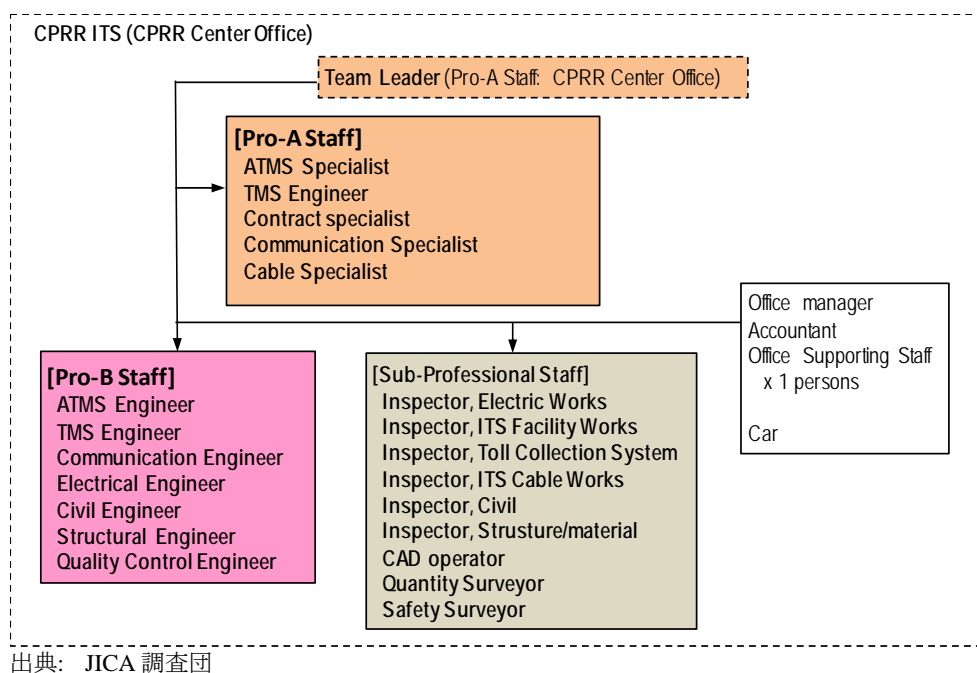 CPRR ITS (CPRR Center Office)
Team Leader (Pro-A Staff: CPRR Center Office)
[Pro-A Staff]
ATMS Specialist
TMS Engineer
Contract specialist
Communication Specialist
Cable Specialist
Office manager
Accountant
Office Supporting Staff
x 1 persons
Car
[Pro-B Staff]
ATMS Engineer
TMS Engineer
Communication Engineer
Electrical Engineer
Civil Engineer
Structural Engineer
Quality Control Engineer
[Sub-Professional Staff]
Inspector, Electric Works
Inspector, ITS Facility Works
Inspector, Toll Collection System
Inspector, ITS Cable Works
Inspector, Civil
Inspector, Strusture/material
CAD operator
Quantity Surveyor
Safety Surveyor
出典: JICA 調査団